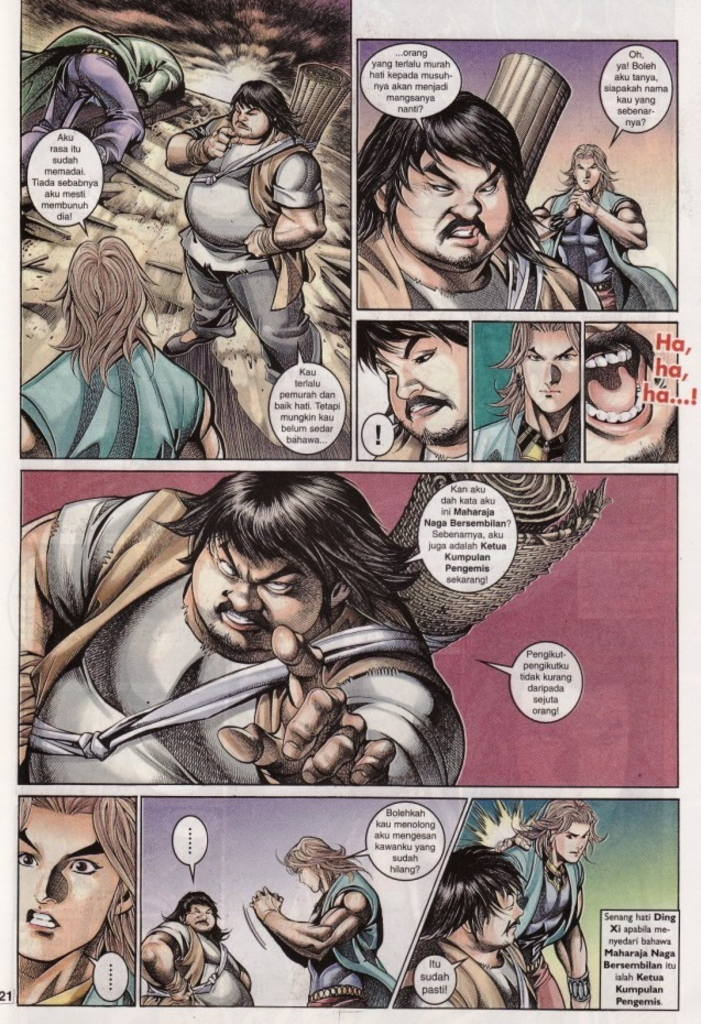 Aku
rasa itu
sudah
memadai.
Tiada sebabnya
aku mesti
membunuh
dia!
Kau
terlalu
pemurah dan
baik hati. Tetapi
mungkin kau
belum sedar
bahawa...
...orang
yang terlalu murah
hati kepada musuh-
nya akan menjadi
mangsanya
nanti?
Oh,
ya! Boleh
aku tanya,
siapakah nama
kau yang
sebenar-
nya?
!
Ha,
ha,
ha...!
Kan aku
dah kata aku
ini Maharaja
Naga Bersembilan?
Sebenarnya, aku
juga adalah Ketua
Kumpulan
Pengemis
sekarang!
Pengikut-
pengikutku
tidak kurang
daripada
sejuta
orang!
......
......
Bolehkah
kau menolong
aku mengesan
kawanku yang
sudah
hilang?
Itu
sudah
pasti!
Senang hati Ding
Xi apabila me-
nyedari bahawa
Maharaja Naga
Bersembilan itu
ialah Ketua
Kumpulan
Pengemis.
21